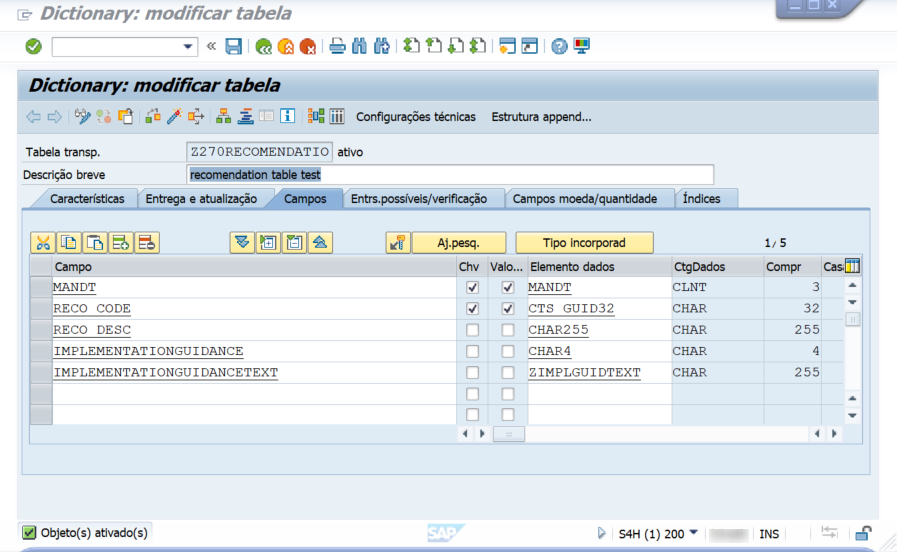 Dictionary: modificar tabela
Dictionary: modificar tabela
Configurações técnicas Estrutura append...
Tabela transp. Z270RECOMENDATIO ativo
Descrição breve recomendation table test
Características Entrega e atualização Campos Entrs.possíveis/verificação Campos moeda/quantidade Índices
Aj.pesq. Tipo incorporad 1 / 5
Campo Chv Valo... Elemento dados CtgDados Compr Cas
MANDT MANDT CLNT 3
RECO_CODE CTS_GUID32 CHAR 32
RECO_DESC CHAR255 CHAR 255
IMPLEMENTATIONGUIDANCE CHAR4 CHAR 4
IMPLEMENTATIONGUIDANCETEXT ZIMPLGUIDTEXT CHAR 255
Objeto(s) ativado(s) SAP S4H (1) 200 INS